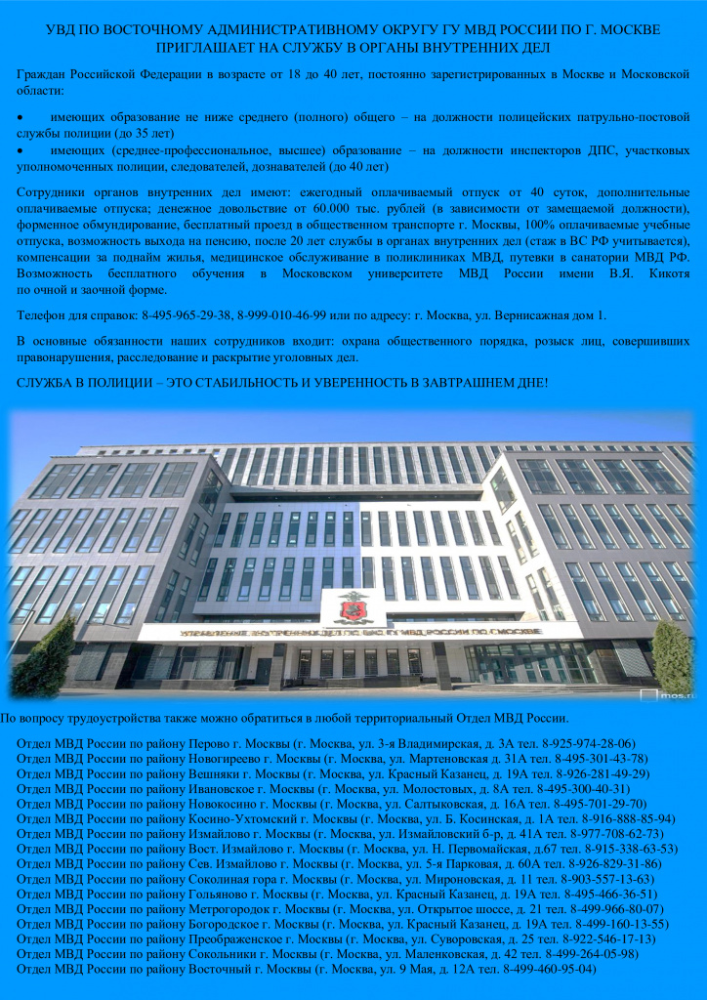 УВД ПО ВОСТОЧНОМУ АДМИНИСТРАТИВНОМУ ОКРУГУ ГУ МВД РОССИИ ПО Г. МОСКВЕ
ПРИГЛАШАЕТ НА СЛУЖБУ В ОРГАНЫ ВНУТРЕННИХ ДЕЛ
Граждан Российской Федерации в возрасте от 18 до 40 лет, постоянно зарегистрированных в Москве и Московской
области:
• имеющих образование не ниже среднего (полного) общего – на должности полицейских патрульно-постовой
службы полиции (до 35 лет)
• имеющих (среднее-профессиональное, высшее) образование – на должности инспекторов ДПС, участковых
уполномоченных полиции, следователей, дознавателей (до 40 лет)
Сотрудники органов внутренних дел имеют: ежегодный оплачиваемый отпуск от 40 суток, дополнительные
оплачиваемые отпуска; денежное довольствие от 60.000 тыс. рублей (в зависимости от замещаемой должности),
форменное обмундирование, бесплатный проезд в общественном транспорте г. Москвы, 100% оплачиваемые учебные
отпуска, возможность выхода на пенсию, после 20 лет службы в органах внутренних дел (стаж в ВС РФ учитывается),
компенсации за поднайм жилья, медицинское обслуживание в поликлиниках МВД, путевки в санатории МВД РФ.
Возможность бесплатного обучения в Московском университете МВД России имени В.Я. Кикотя
по очной и заочной форме.
Телефон для справок: 8-495-965-29-38, 8-999-010-46-99 или по адресу: г. Москва, ул. Вернисажная дом 1.
В основные обязанности наших сотрудников входит: охрана общественного порядка, розыск лиц, совершивших
правонарушения, расследование и раскрытие уголовных дел.
СЛУЖБА В ПОЛИЦИИ – ЭТО СТАБИЛЬНОСТЬ И УВЕРЕННОСТЬ В ЗАВТРАШНЕМ ДНЕ!
УПРАВЛЕНИЕ ВНУТРЕННИХ ДЕЛ ПО ВАО ГУ МВД РОССИИ ПО Г.МОСКВЕ
mos.ru
По вопросу трудоустройства также можно обратиться в любой территориальный Отдел МВД России.
Отдел МВД России по району Перово г. Москвы (г. Москва, ул. 3-я Владимирская, д. 3А тел. 8-925-974-28-06)
Отдел МВД России по району Новогиреево г. Москвы (г. Москва, ул. Мартеновская д. 31А тел. 8-495-301-43-78)
Отдел МВД России по району Вешняки г. Москвы (г. Москва, ул. Красный Казанец, д. 19А тел. 8-926-281-49-29)
Отдел МВД России по району Ивановское г. Москвы (г. Москва, ул. Молостовых, д. 8А тел. 8-495-300-40-31)
Отдел МВД России по району Новокосино г. Москвы (г. Москва, ул. Салтыковская, д. 16А тел. 8-495-701-29-70)
Отдел МВД России по району Косино-Ухтомский г. Москвы (г. Москва, ул. Б. Косинская, д. 1А тел. 8-916-888-85-94)
Отдел МВД России по району Измайлово г. Москвы (г. Москва, ул. Измайловский б-р, д. 41А тел. 8-977-708-62-73)
Отдел МВД России по району Вост. Измайлово г. Москвы (г. Москва, ул. Н. Первомайская, д.67 тел. 8-915-338-63-53)
Отдел МВД России по району Сев. Измайлово г. Москвы (г. Москва, ул. 5-я Парковая, д. 60А тел. 8-926-829-31-86)
Отдел МВД России по району Соколиная гора г. Москвы (г. Москва, ул. Мироновская, д. 11 тел. 8-903-557-13-63)
Отдел МВД России по району Гольяново г. Москвы (г. Москва, ул. Красный Казанец, д. 19А тел. 8-495-466-36-51)
Отдел МВД России по району Метрогородок г. Москвы (г. Москва, ул. Открытое шоссе, д. 21 тел. 8-499-966-80-07)
Отдел МВД России по району Богородское г. Москвы (г. Москва, ул. Красный Казанец, д. 19А тел. 8-499-160-13-55)
Отдел МВД России по району Преображенское г. Москвы (г. Москва, ул. Суворовская, д. 25 тел. 8-922-546-17-13)
Отдел МВД России по району Сокольники г. Москвы (г. Москва, ул. Маленковская, д. 42 тел. 8-499-264-05-98)
Отдел МВД России по району Восточный г. Москвы (г. Москва, ул. 9 Мая, д. 12А тел. 8-499-460-95-04)